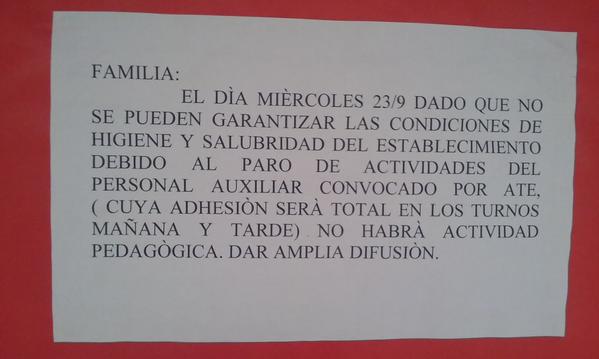 FAMILIA:
EL DÌA MIÈRCOLES 23/9 DADO QUE NO
SE PUEDEN GARANTIZAR LAS CONDICIONES DE
HIGIENE Y SALUBRIDAD DEL ESTABLECIMIENTO
DEBIDO AL PARO DE ACTIVIDADES DEL
PERSONAL AUXILIAR CONVOCADO POR ATE,
( CUYA ADHESIÒN SERÀ TOTAL EN LOS TURNOS
MAÑANA Y TARDE) NO HABRÀ ACTIVIDAD
PEDAGÒGICA. DAR AMPLIA DIFUSIÒN.